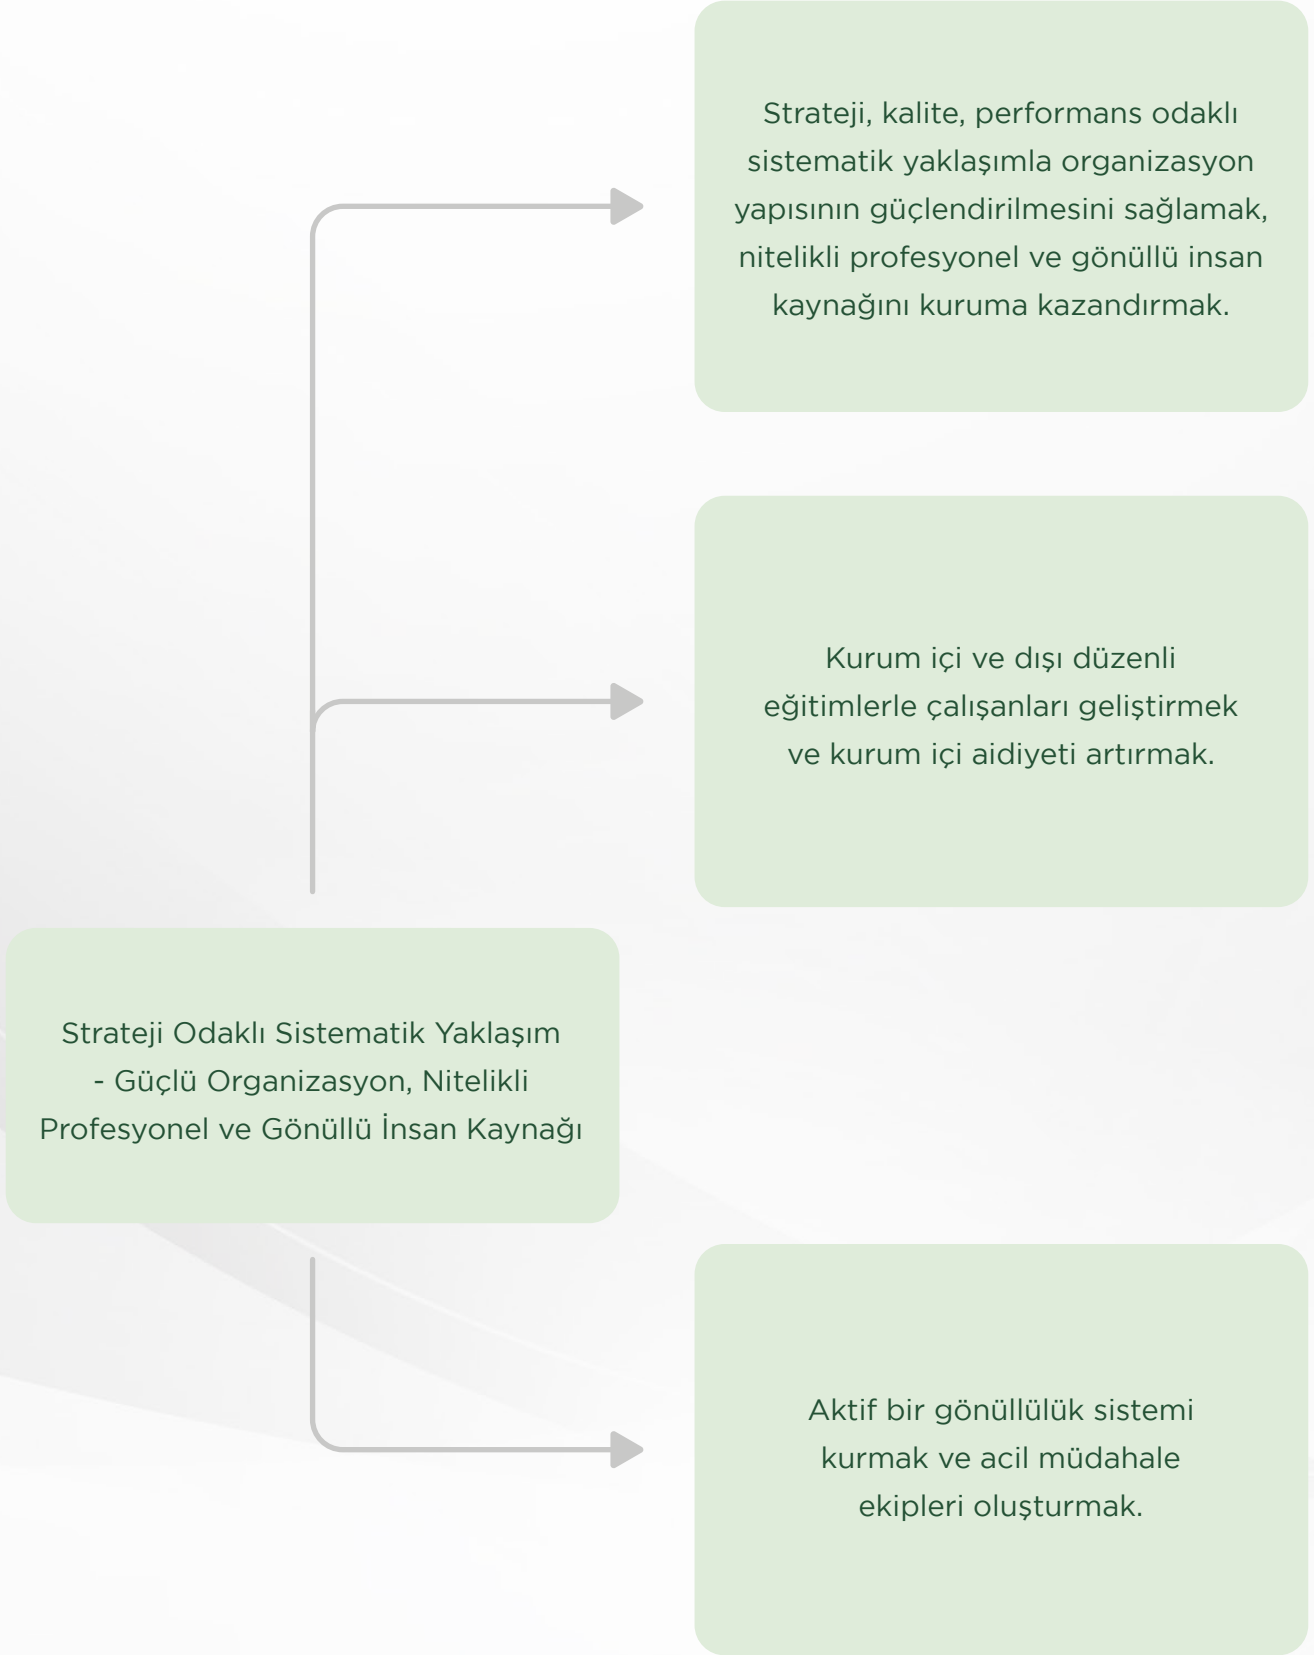 Strateji, kalite, performans odaklı
sistematik yaklaşımla organizasyon
yapısının güçlendirilmesini sağlamak,
nitelikli profesyonel ve gönüllü insan
kaynağını kuruma kazandırmak.
Kurum içi ve dışı düzenli
eğitimlerle çalışanları geliştirmek
ve kurum içi aidiyeti artırmak.
Strateji Odaklı Sistematik Yaklaşım
- Güçlü Organizasyon, Nitelikli
Profesyonel ve Gönüllü İnsan Kaynağı
Aktif bir gönüllülük sistemi
kurmak ve acil müdahale
ekipleri oluşturmak.